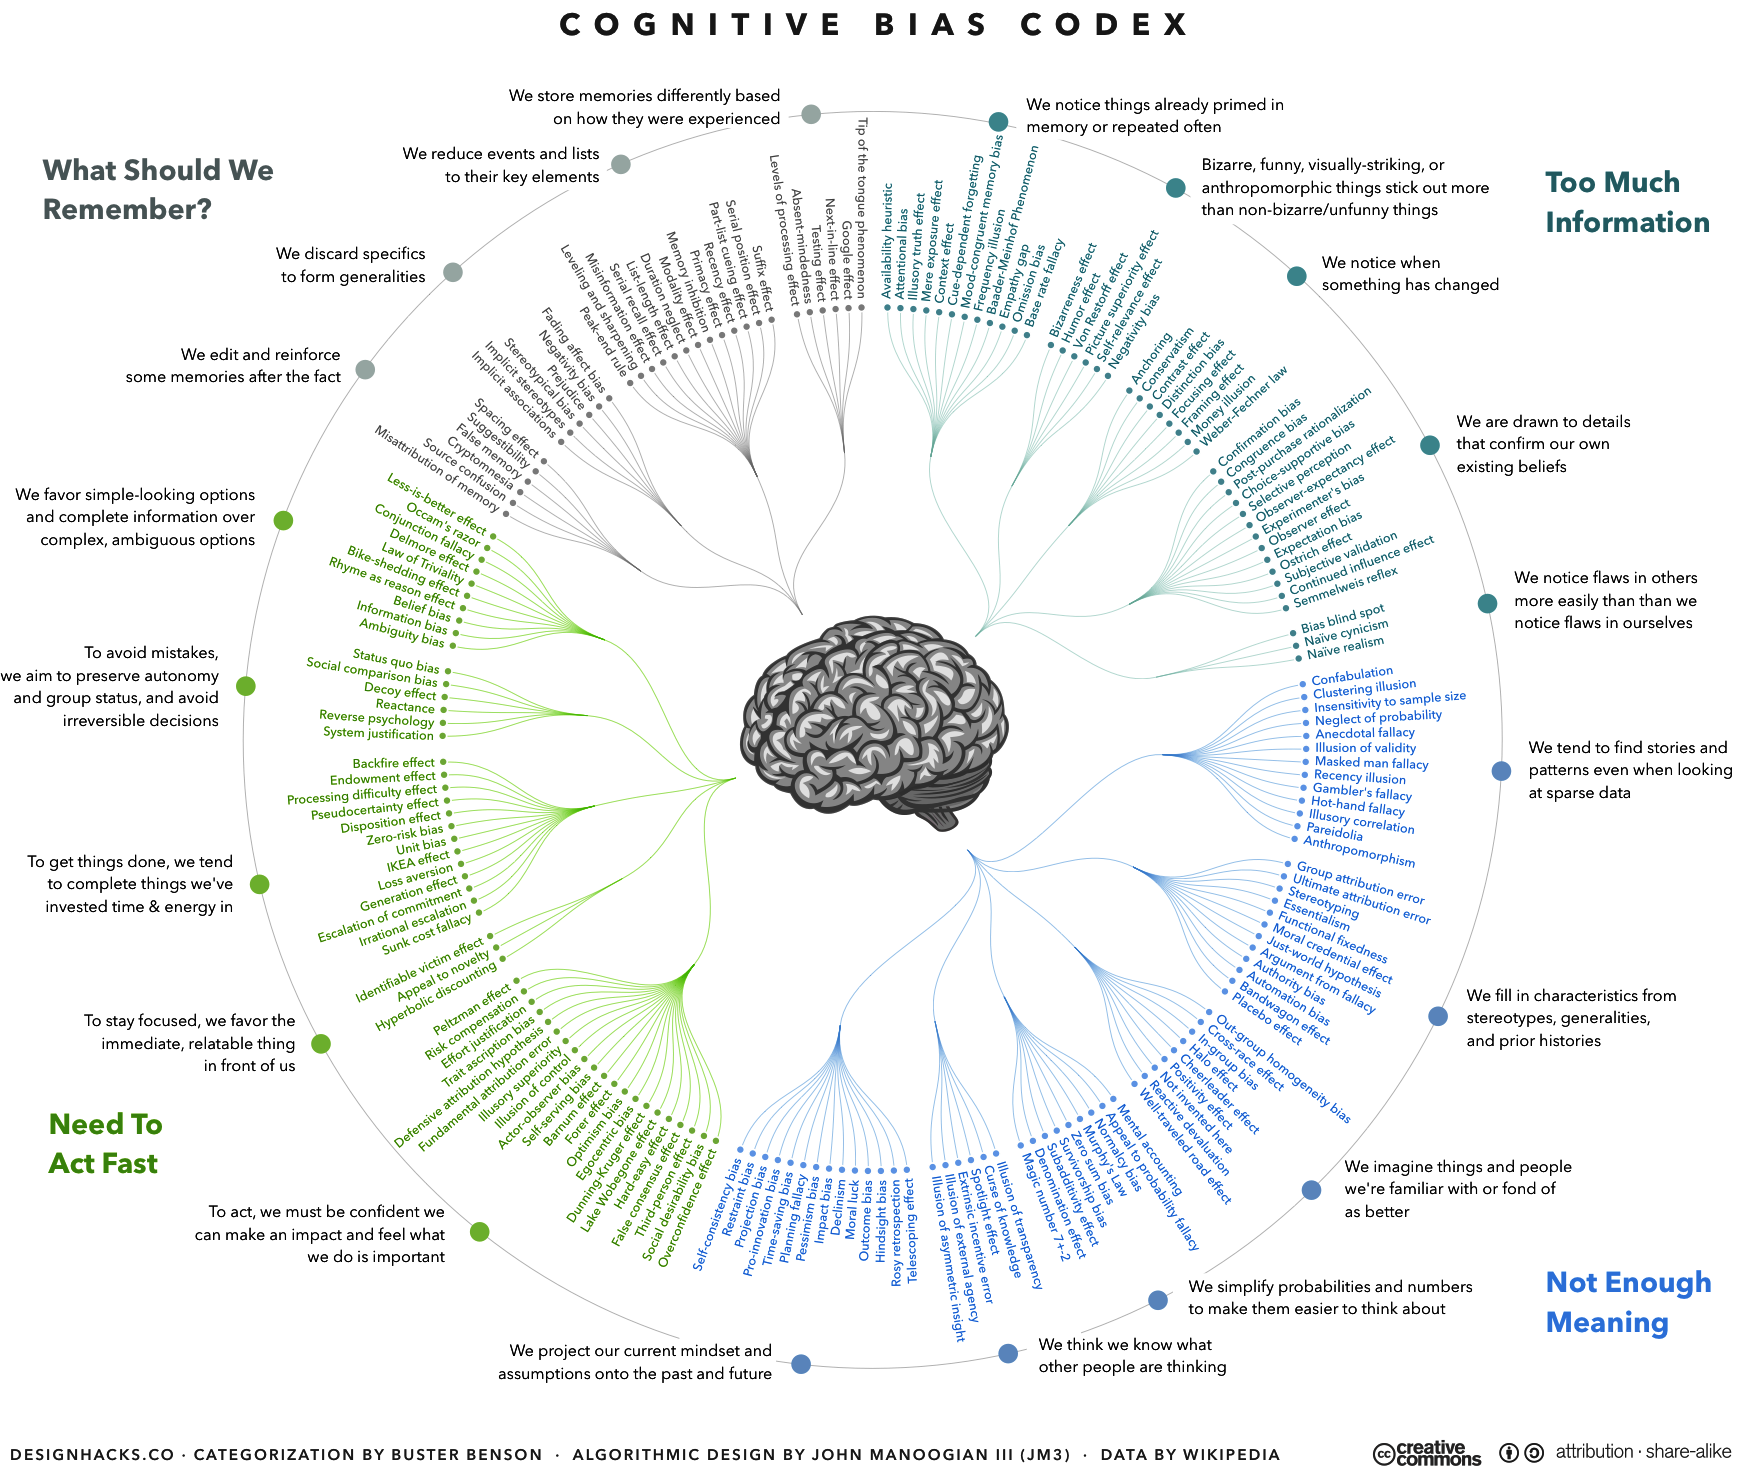 COGNITIVE BIAS CODEX
We store memories differently based
on how they were experienced
We reduce events and lists
to their key elements
We discard specifics
to form generalities
We edit and reinforce
some memories after the fact
What Should We
Remember?
Tip of the tongue phenomenon
Google effect
Next-in-line effect
Testing effect
Absent-mindedness
Levels of processing effect
Suffix effect
Serial position effect
Part-list cueing effect
Recency effect
Primacy effect
Memory inhibition
Modality effect
Duration neglect
List-length effect
Serial recall effect
Misinformation effect
Leveling and sharpening
Peak-end rule
Fading affect bias
Negativity bias
Prejudice
Stereotypical bias
Implicit stereotypes
Implicit associations
Spacing effect
Suggestibility
False memory
Cryptomnesia
Source confusion
Misattribution of memory
We notice things already primed in
memory or repeated often
Bizarre, funny, visually-striking, or
anthropomorphic things stick out more
than non-bizarre/unfunny things
We notice when
something has changed
We are drawn to details
that confirm our own
existing beliefs
We notice flaws in others
more easily than than we
notice flaws in ourselves
Too Much
Information
Availability heuristic
Attentional bias
Illusory truth effect
Mere exposure effect
Context effect
Cue-dependent forgetting
Mood-congruent memory bias
Frequency illusion
Baader-Meinhof Phenomenon
Empathy gap
Omission bias
Base rate fallacy
Bizarreness effect
Humor effect
Von Restorff effect
Picture superiority effect
Self-relevance effect
Negativity bias
Anchoring
Conservatism
Contrast effect
Distinction bias
Focusing effect
Framing effect
Money illusion
Weber-Fechner law
Confirmation bias
Congruence bias
Post-purchase rationalization
Choice-supportive bias
Selective perception
Observer-expectancy effect
Experimenter's bias
Observer effect
Expectation bias
Ostrich effect
Subjective validation
Continued influence effect
Semmelweis reflex
Bias blind spot
Naïve cynicism
Naïve realism
We tend to find stories and
patterns even when looking
at sparse data
We fill in characteristics from
stereotypes, generalities,
and prior histories
We imagine things and people
we're familiar with or fond of
as better
We simplify probabilities and numbers
to make them easier to think about
We think we know what
other people are thinking
We project our current mindset and
assumptions onto the past and future
Not Enough
Meaning
Confabulation
Clustering illusion
Insensitivity to sample size
Neglect of probability
Anecdotal fallacy
Illusion of validity
Masked man fallacy
Recency illusion
Gambler's fallacy
Hot-hand fallacy
Illusory correlation
Pareidolia
Anthropomorphism
Group attribution error
Ultimate attribution error
Stereotyping
Essentialism
Functional fixedness
Moral credential effect
Just-world hypothesis
Argument from fallacy
Authority bias
Automation bias
Bandwagon effect
Placebo effect
Out-group homogeneity bias
Cross-race effect
In-group bias
Halo effect
Cheerleader effect
Positivity effect
Not invented here
Reactive devaluation
Well-traveled road effect
Mental accounting
Appeal to probability fallacy
Normalcy bias
Murphy's Law
Zero sum bias
Survivorship bias
Subadditivity effect
Denomination effect
Magic number 7+-2
Illusion of transparency
Curse of knowledge
Spotlight effect
Extrinsic incentive error
Illusion of external agency
Illusion of asymmetric insight
Telescoping effect
Rosy retrospection
Hindsight bias
Outcome bias
Moral luck
Declinism
Impact bias
Pessimism bias
Planning fallacy
Time-saving bias
Pro-innovation bias
Projection bias
Restraint bias
Self-consistency bias
We favor simple-looking options
and complete information over
complex, ambiguous options
To avoid mistakes,
we aim to preserve autonomy
and group status, and avoid
irreversible decisions
To get things done, we tend
to complete things we've
invested time & energy in
To stay focused, we favor the
immediate, relatable thing
in front of us
To act, we must be confident we
can make an impact and feel what
we do is important
Need To
Act Fast
Less-is-better effect
Occam's razor
Conjunction fallacy
Delmore effect
Law of Triviality
Bike-shedding effect
Rhyme as reason effect
Belief bias
Information bias
Ambiguity bias
Status quo bias
Social comparison bias
Decoy effect
Reactance
Reverse psychology
System justification
Backfire effect
Endowment effect
Processing difficulty effect
Pseudocertainty effect
Disposition effect
Zero-risk bias
Unit bias
IKEA effect
Loss aversion
Generation effect
Escalation of commitment
Irrational escalation
Sunk cost fallacy
Identifiable victim effect
Appeal to novelty
Hyperbolic discounting
Peltzman effect
Risk compensation
Effort justification
Trait ascription bias
Defensive attribution hypothesis
Fundamental attribution error
Illusory superiority
Illusion of control
Actor-observer bias
Self-serving bias
Barnum effect
Forer effect
Optimism bias
Egocentric bias
Dunning-Kruger effect
Lake Wobegone effect
Hard-easy effect
False consensus effect
Third-person effect
Social desirability bias
Overconfidence effect
DESIGNHACKS.CO · CATEGORIZATION BY BUSTER BENSON · ALGORITHMIC DESIGN BY JOHN MANOOGIAN III (JM3) · DATA BY WIKIPEDIA
cc creative commons
attribution · share-alike